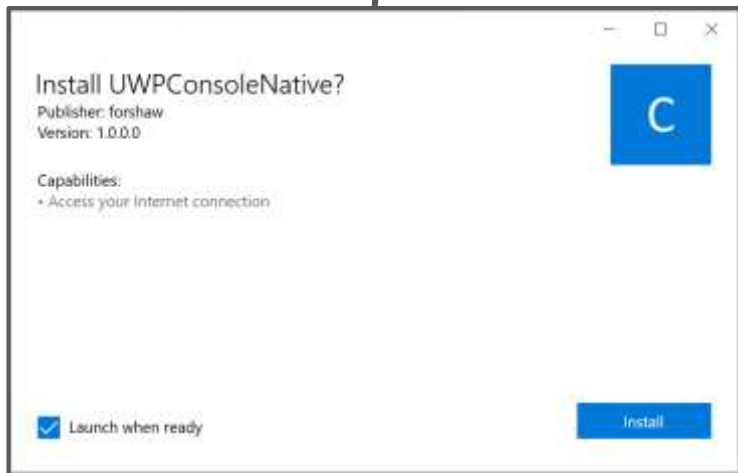 Install UWPConsoleNative?
Publisher: forshaw
Version: 1.0.0.0
C
Capabilities:
• Access your Internet connection
Launch when ready
Install